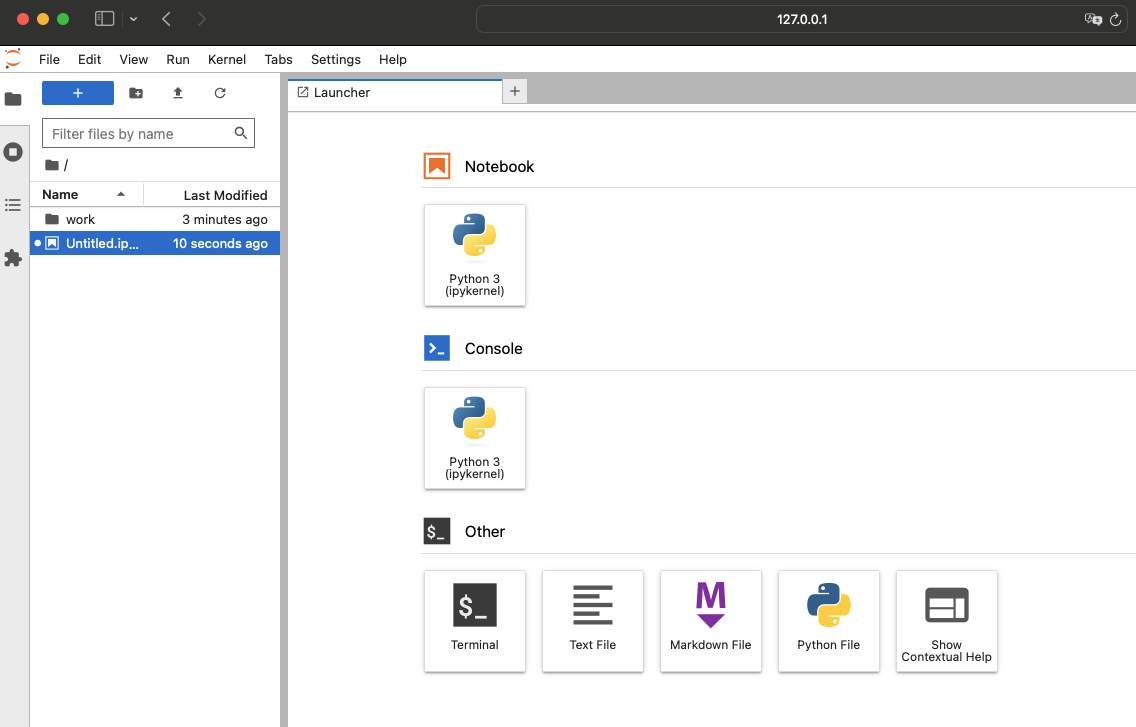 127.0.0.1
File Edit View Run Kernel Tabs Settings Help
+
Launcher
+
Filter files by name
/
Name Last Modified
work 3 minutes ago
Untitled.ip... 10 seconds ago
Notebook
Python 3
(ipykernel)
Console
Python 3
(ipykernel)
$_ Other
$_
Terminal
Text File
M
Markdown File
Python File
Show
Contextual Help